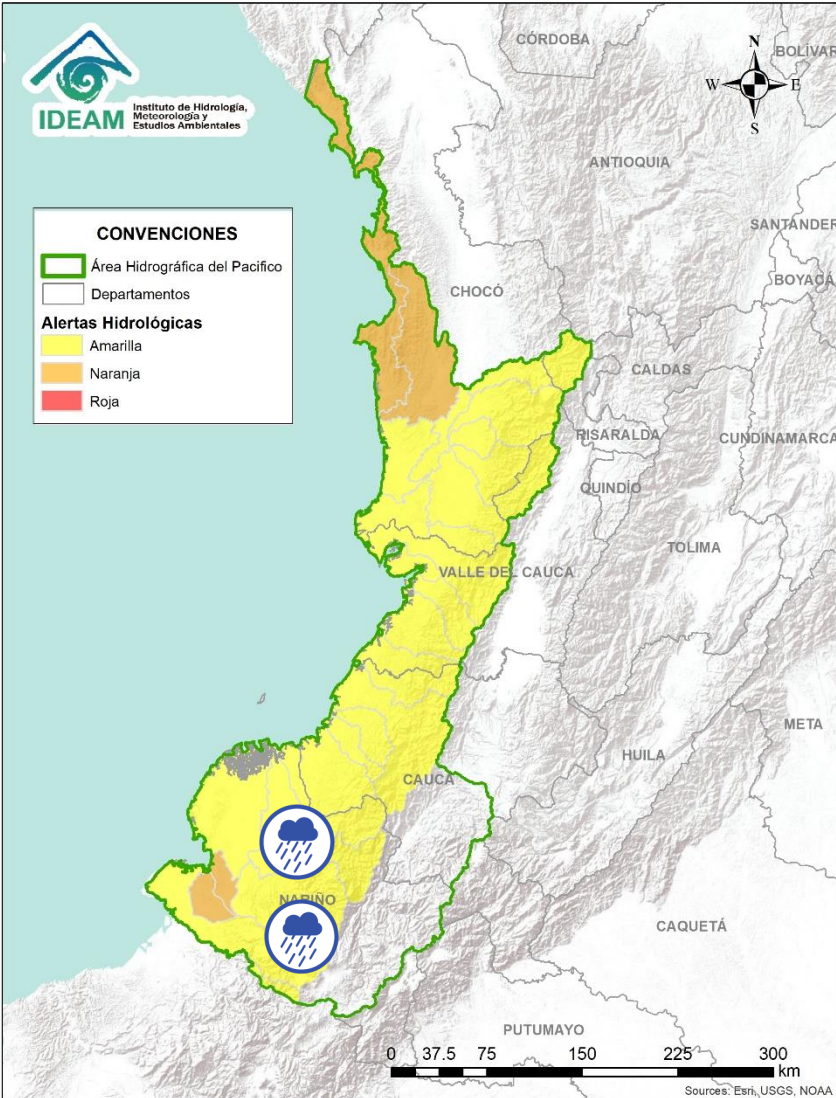 IDEAM
Instituto de Hidrología,
Meteorología y
Estudios Ambientales
CÓRDOBA
BOLÍVAR
N
W
E
S
ANTIOQUIA
SANTANDER
BOYACÁ
CONVENCIONES
Área Hidrográfica del Pacifico
Departamentos
Alertas Hidrológicas
Amarilla
Naranja
Roja
CHOCÓ
CALDAS
RISARALDA
CUNDINAMARCA
QUINDÍO
TOLIMA
VALLE DEL CAUCA
META
HUILA
CAUCA
NARIÑO
CAQUETÁ
PUTUMAYO
0 37.5 75 150 225 300
km
Sources: Esri, USGS, NOAA